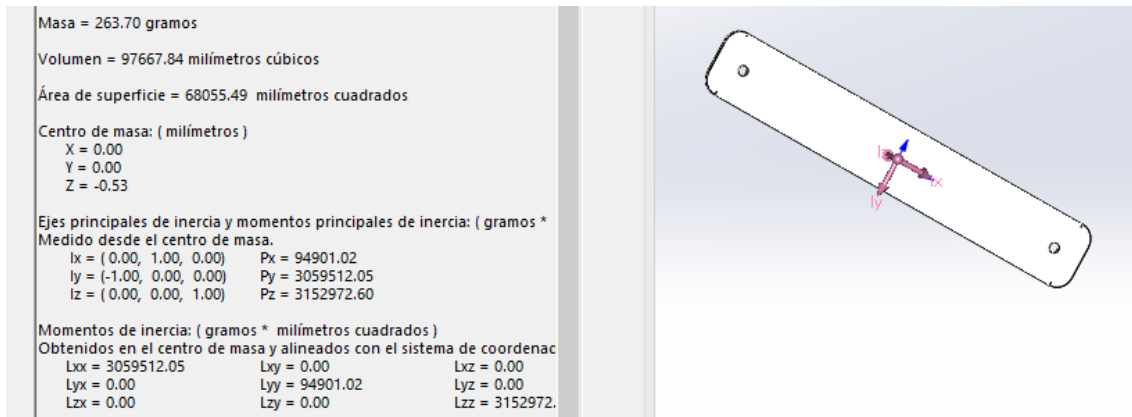 Masa = 263.70 gramos
Volumen = 97667.84 milímetros cúbicos
Área de superficie = 68055.49 milímetros cuadrados
Centro de masa: ( milímetros )
X = 0.00
Y = 0.00
Z = -0.53
Ejes principales de inercia y momentos principales de inercia: ( gramos *
Medido desde el centro de masa.
Ix = ( 0.00, 1.00, 0.00) Px = 94901.02
Iy = (-1.00, 0.00, 0.00) Py = 3059512.05
Iz = ( 0.00, 0.00, 1.00) Pz = 3152972.60
Momentos de inercia: ( gramos * milímetros cuadrados )
Obtenidos en el centro de masa y alineados con el sistema de coordenac
Lxx = 3059512.05 Lxy = 0.00 Lxz = 0.00
Lyx = 0.00 Lyy = 94901.02 Lyz = 0.00
Lzx = 0.00 Lzy = 0.00 Lzz = 3152972.
Iz
Ix
Iy